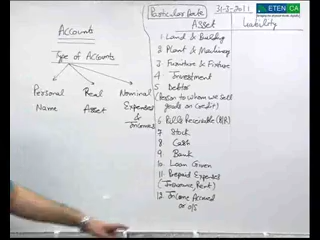 Accounts
Type of Accounts
Personal Real Nominal
Name Asset Expenses
&
Incomes
Particular Date 31-3-2011
Asset Liability
1. Land & Building
2 Plant & Machinery
3. Furniture & Fixture
4 Investment
5 Debtor
(Person to whom we sell
goods on credit)
6 Bills Receivable (B/R)
7. Stock
8 Cash
9. Bank
10. Loan Given
11. Prepaid Expenses
(Insurance, Rent)
12. Income Accrued
or o/s
ETEN CA